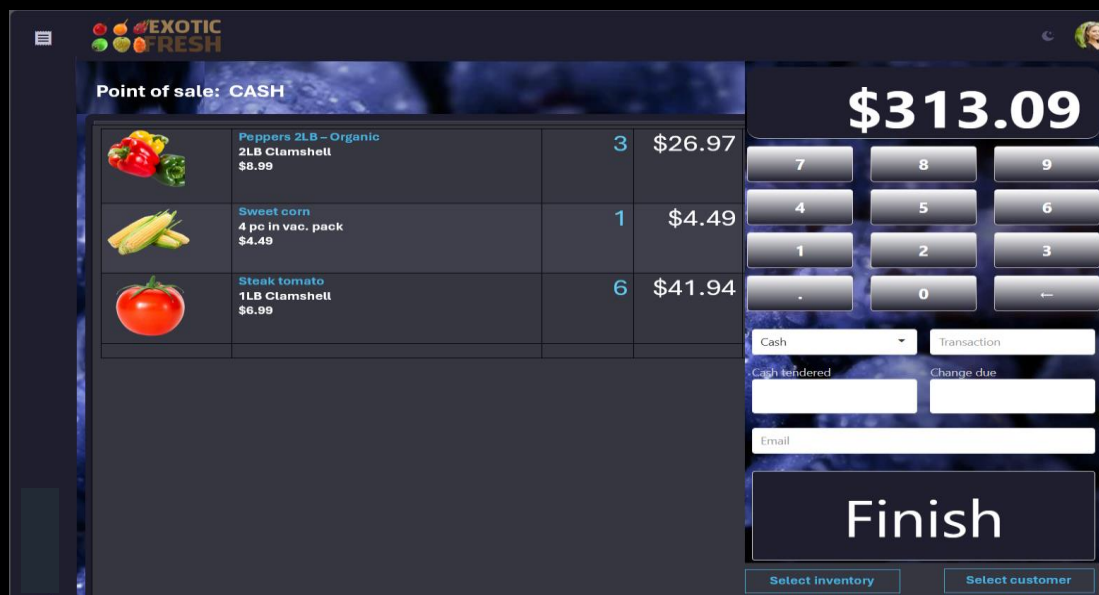 EXOTIC
FRESH
Point of sale: CASH
$313.09
Peppers 2LB – Organic
2LB Clamshell
$8.99
3
$26.97
Sweet corn
4 pc in vac. pack
$4.49
1
$4.49
Steak tomato
1LB Clamshell
$6.99
6
$41.94
7 8 9
4 5 6
1 2 3
. 0 ←
Cash
Transaction
Cash tendered
Change due
Email
Finish
Select inventory
Select customer